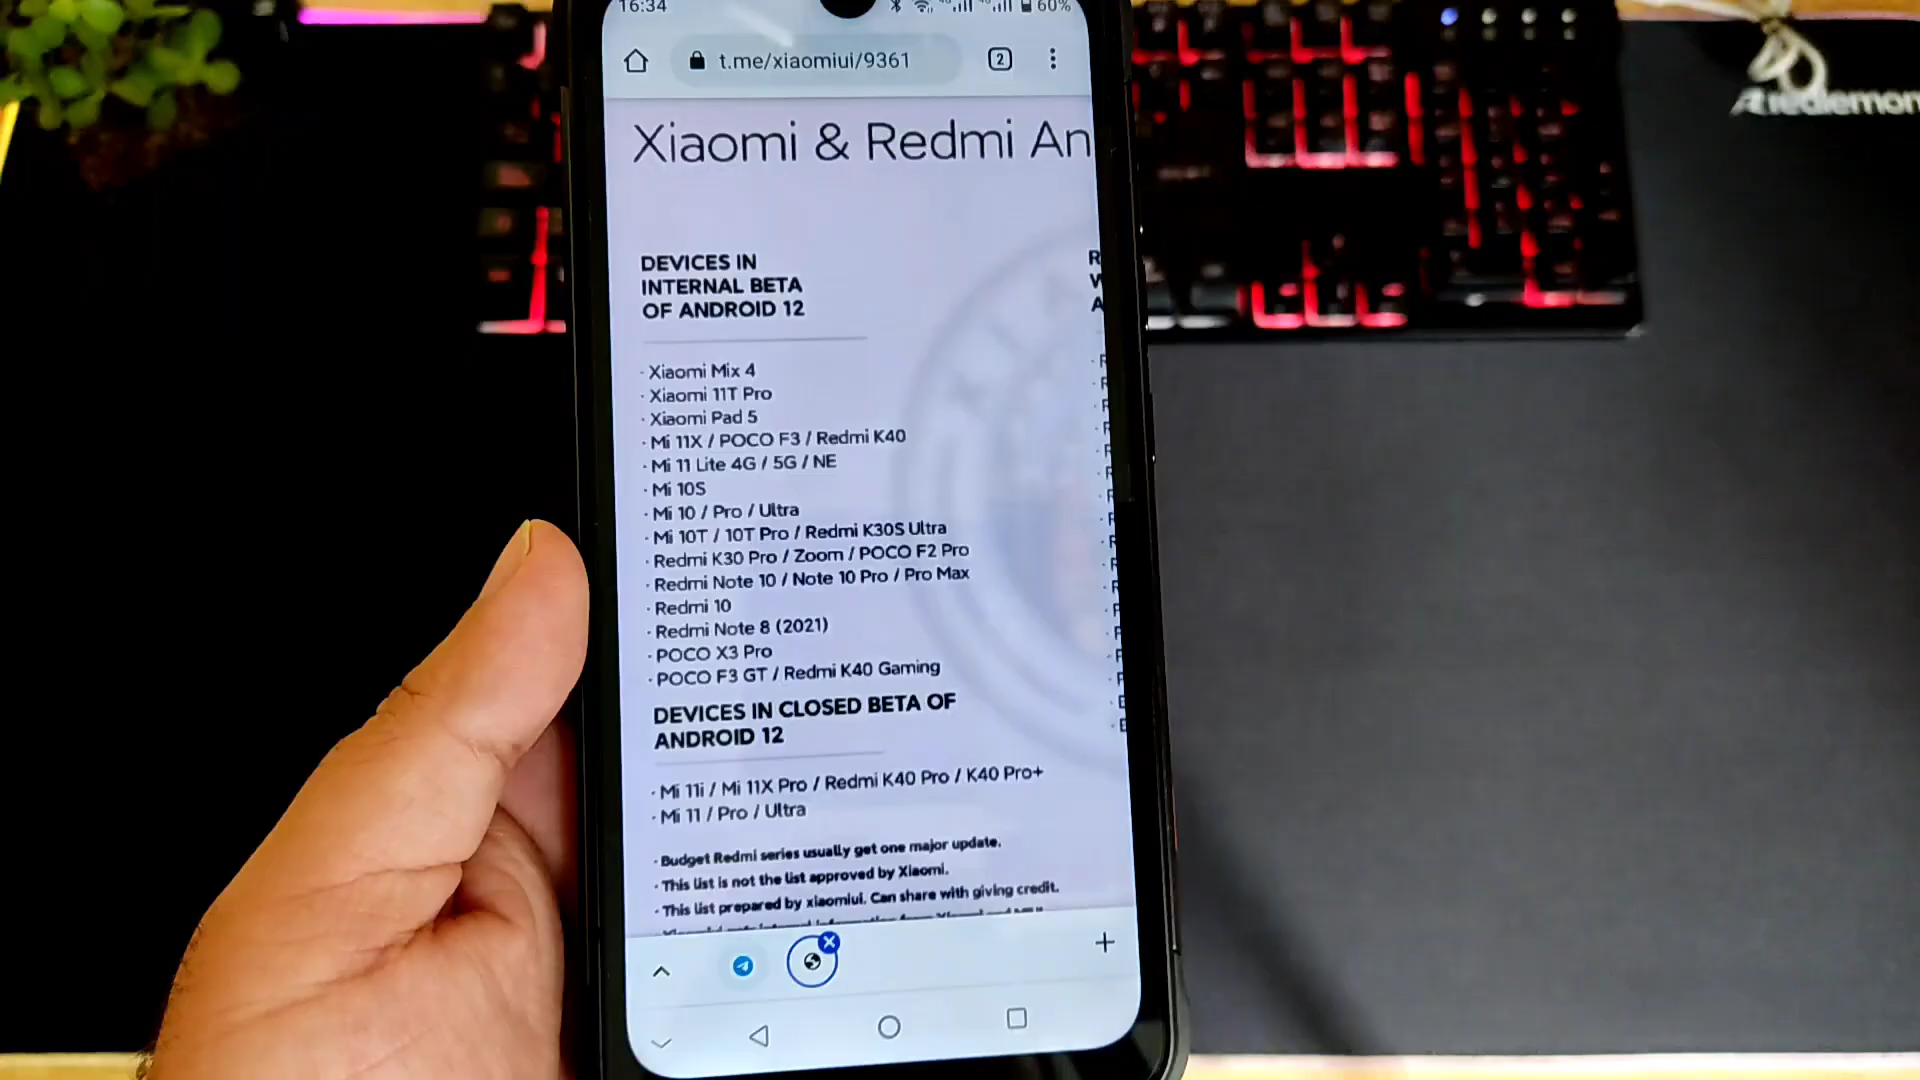 16:34
60%
t.me/xiaomiui/9361
2
Xiaomi & Redmi An
DEVICES IN
INTERNAL BETA
OF ANDROID 12
· Xiaomi Mix 4
· Xiaomi 11T Pro
· Xiaomi Pad 5
· Mi 11X / POCO F3 / Redmi K40
· Mi 11 Lite 4G / 5G / NE
· Mi 10S
· Mi 10 / Pro / Ultra
· Mi 10T / 10T Pro / Redmi K30S Ultra
· Redmi K30 Pro / Zoom / POCO F2 Pro
· Redmi Note 10 / Note 10 Pro / Pro Max
· Redmi 10
· Redmi Note 8 (2021)
· POCO X3 Pro
· POCO F3 GT / Redmi K40 Gaming
DEVICES IN CLOSED BETA OF
ANDROID 12
· Mi 11i / Mi 11X Pro / Redmi K40 Pro / K40 Pro+
· Mi 11 / Pro / Ultra
· Budget Redmi series usually get one major update.
· This list is not the list approved by Xiaomi.
· This list prepared by xiaomiui. Can share with giving credit.